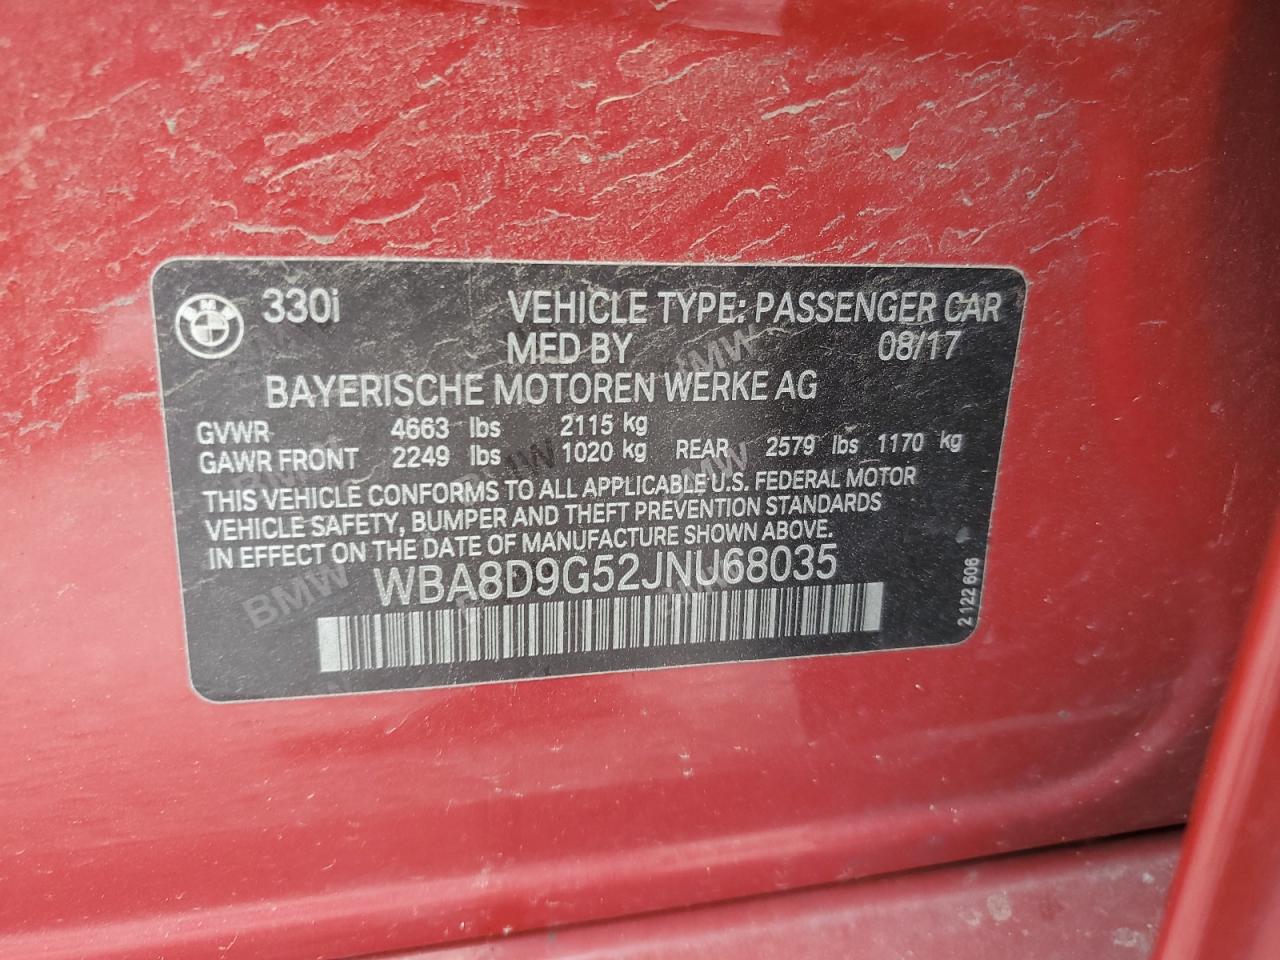 BMW 330i VEHICLE TYPE: PASSENGER CAR
MFD BY 08/17
BAYERISCHE MOTOREN WERKE AG
GVWR 4663 lbs 2115 kg
GAWR FRONT 2249 lbs 1020 kg REAR 2579 lbs 1170 kg
THIS VEHICLE CONFORMS TO ALL APPLICABLE U.S. FEDERAL MOTOR
VEHICLE SAFETY, BUMPER AND THEFT PREVENTION STANDARDS
IN EFFECT ON THE DATE OF MANUFACTURE SHOWN ABOVE.
WBA8D9G52JNU68035
2 122 606